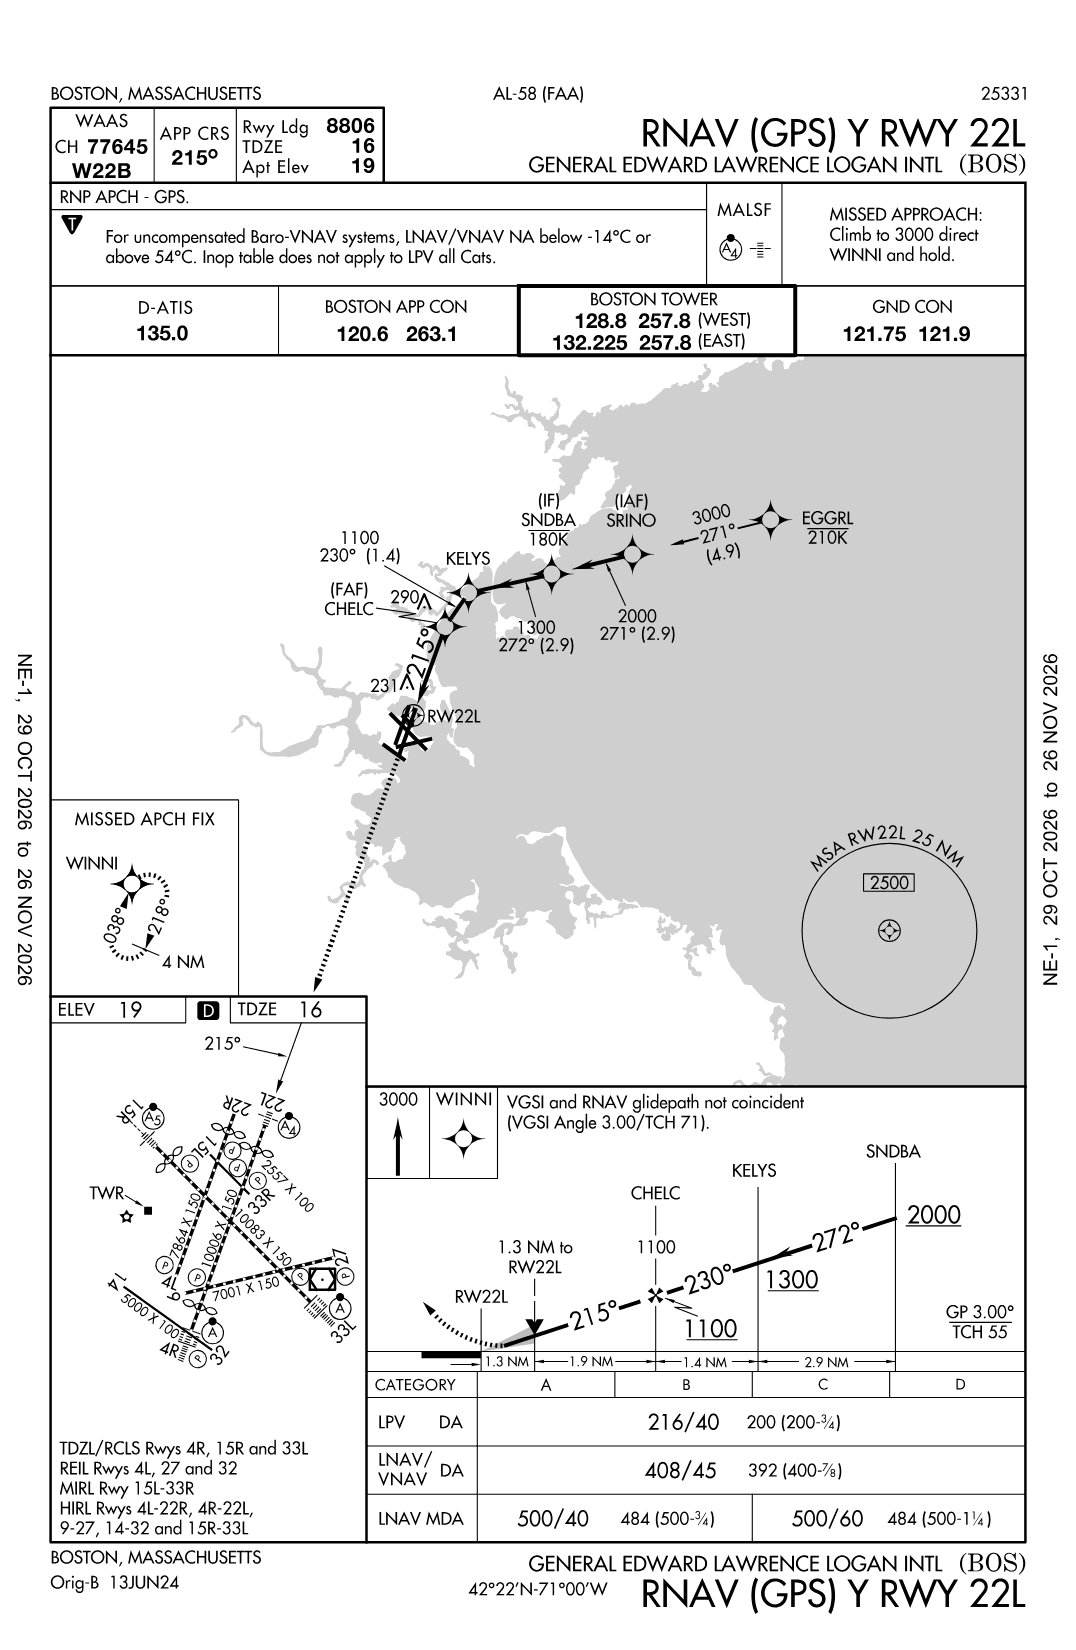 BOSTON, MASSACHUSETTS
AL-58 (FAA)
25331
WAAS
CH 77645
W22B
APP CRS
215°
Rwy Ldg 8806
TDZE 16
Apt Elev 19
RNAV (GPS) Y RWY 22L
GENERAL EDWARD LAWRENCE LOGAN INTL (BOS)
RNP APCH - GPS.
T
For uncompensated Baro-VNAV systems, LNAV/VNAV NA below -14°C or
above 54°C. Inop table does not apply to LPV all Cats.
MALSF
A4
MISSED APPROACH:
Climb to 3000 direct
WINNI and hold.
D-ATIS
135.0
BOSTON APP CON
120.6 263.1
BOSTON TOWER
128.8 257.8 (WEST)
132.225 257.8 (EAST)
GND CON
121.75 121.9
(IF)
SNDBA
180K
(IAF)
SRINO
3000
271°
(4.9)
EGGRL
210K
1100
230° (1.4)
KELYS
(FAF)
CHELC
290
1300
272° (2.9)
2000
271° (2.9)
215°
231
RW22L
NE-1, 29 OCT 2026 to 26 NOV 2026
NE-1, 29 OCT 2026 to 26 NOV 2026
MISSED APCH FIX
WINNI
038°
218°
4 NM
MSA RW22L 25 NM
2500
ELEV 19
D
TDZE 16
215°
15R
A5
22R
22L
A4
15L
P
P
P
P
2557 X 100
33R
TWR
7864 X 150
10006 X 150
10083 X 150
P
P
4L
9
7001 X 150
P
P
27
14
5000 X 100
A
4R
P
32
A
33L
TDZL/RCLS Rwys 4R, 15R and 33L
REIL Rwys 4L, 27 and 32
MIRL Rwy 15L-33R
HIRL Rwys 4L-22R, 4R-22L,
9-27, 14-32 and 15R-33L
3000
WINNI
VGSI and RNAV glidepath not coincident
(VGSI Angle 3.00/TCH 71).
SNDBA
KELYS
CHELC
2000
272°
1.3 NM to
RW22L
1100
230°
1300
RW22L
215°
1100
GP 3.00°
TCH 55
1.3 NM
1.9 NM
1.4 NM
2.9 NM
CATEGORY A B C D
LPV DA 216/40 200 (200-¾)
LNAV/
VNAV DA 408/45 392 (400-⅞)
LNAV MDA 500/40 484 (500-¾) 500/60 484 (500-1¼)
BOSTON, MASSACHUSETTS
Orig-B 13JUN24
42°22'N-71°00'W
GENERAL EDWARD LAWRENCE LOGAN INTL (BOS)
RNAV (GPS) Y RWY 22L